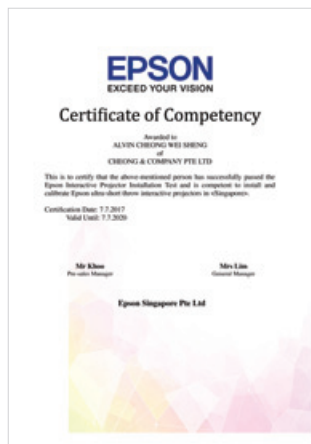 EPSON
EXCEED YOUR VISION
Certificate of Competency
Awarded to
ALVIN CHEONG WEI SHENG
of
CHEONG & COMPANY PTE LTD
This is to certify that the above-mentioned person has successfully passed the
Epson Interactive Projector Installation Test and is competent to install and
calibrate Epson ultra-short throw interactive projectors in <Singapore>.
Certification Date: 7.7.2017
Valid Until: 7.7.2020
Mr Khoo Mrs Lim
Pre-sales Manager General Manager
Epson Singapore Pte Ltd